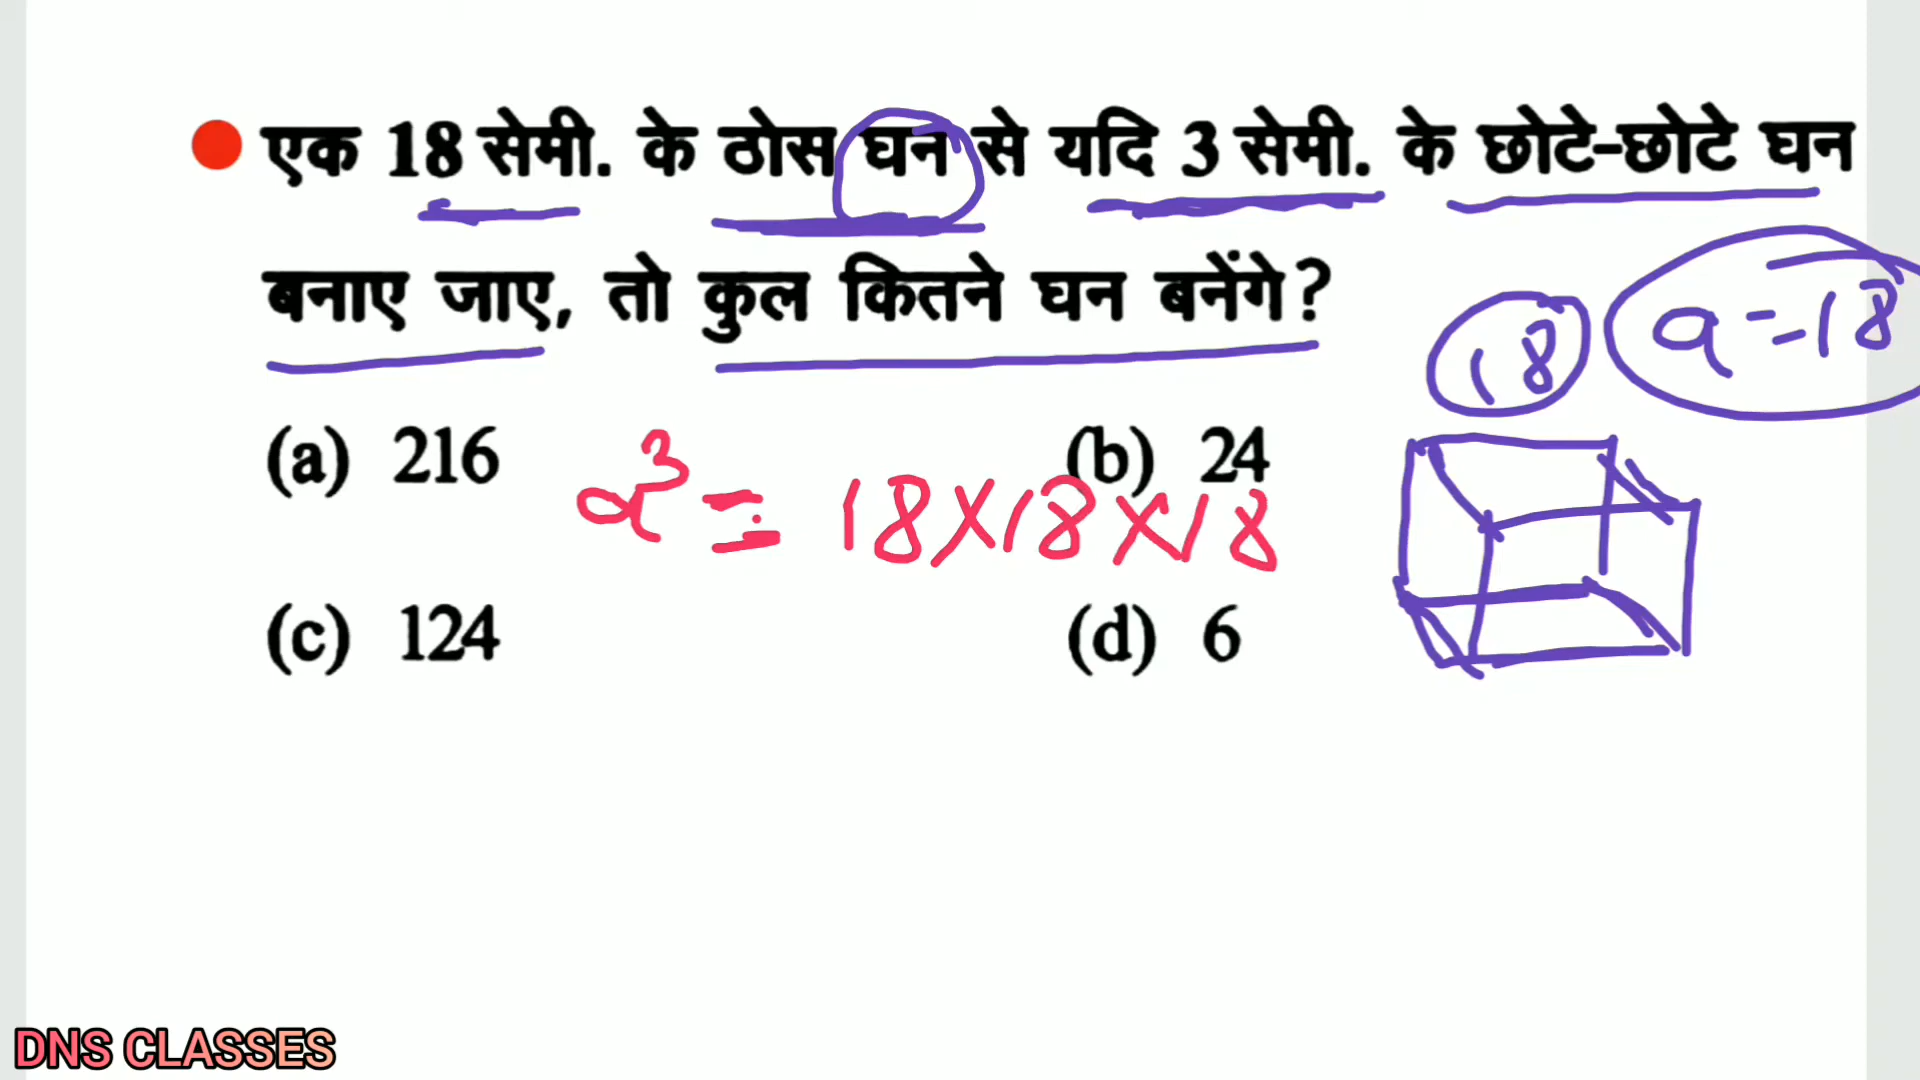 एक 18 सेमी. के ठोस घन से यदि 3 सेमी. के छोटे-छोटे घन
बनाए जाए, तो कुल कितने घन बनेंगे?
18 a=18
(a) 216 (b) 24
a³ = 18×18×18
(c) 124 (d) 6
DNS CLASSES